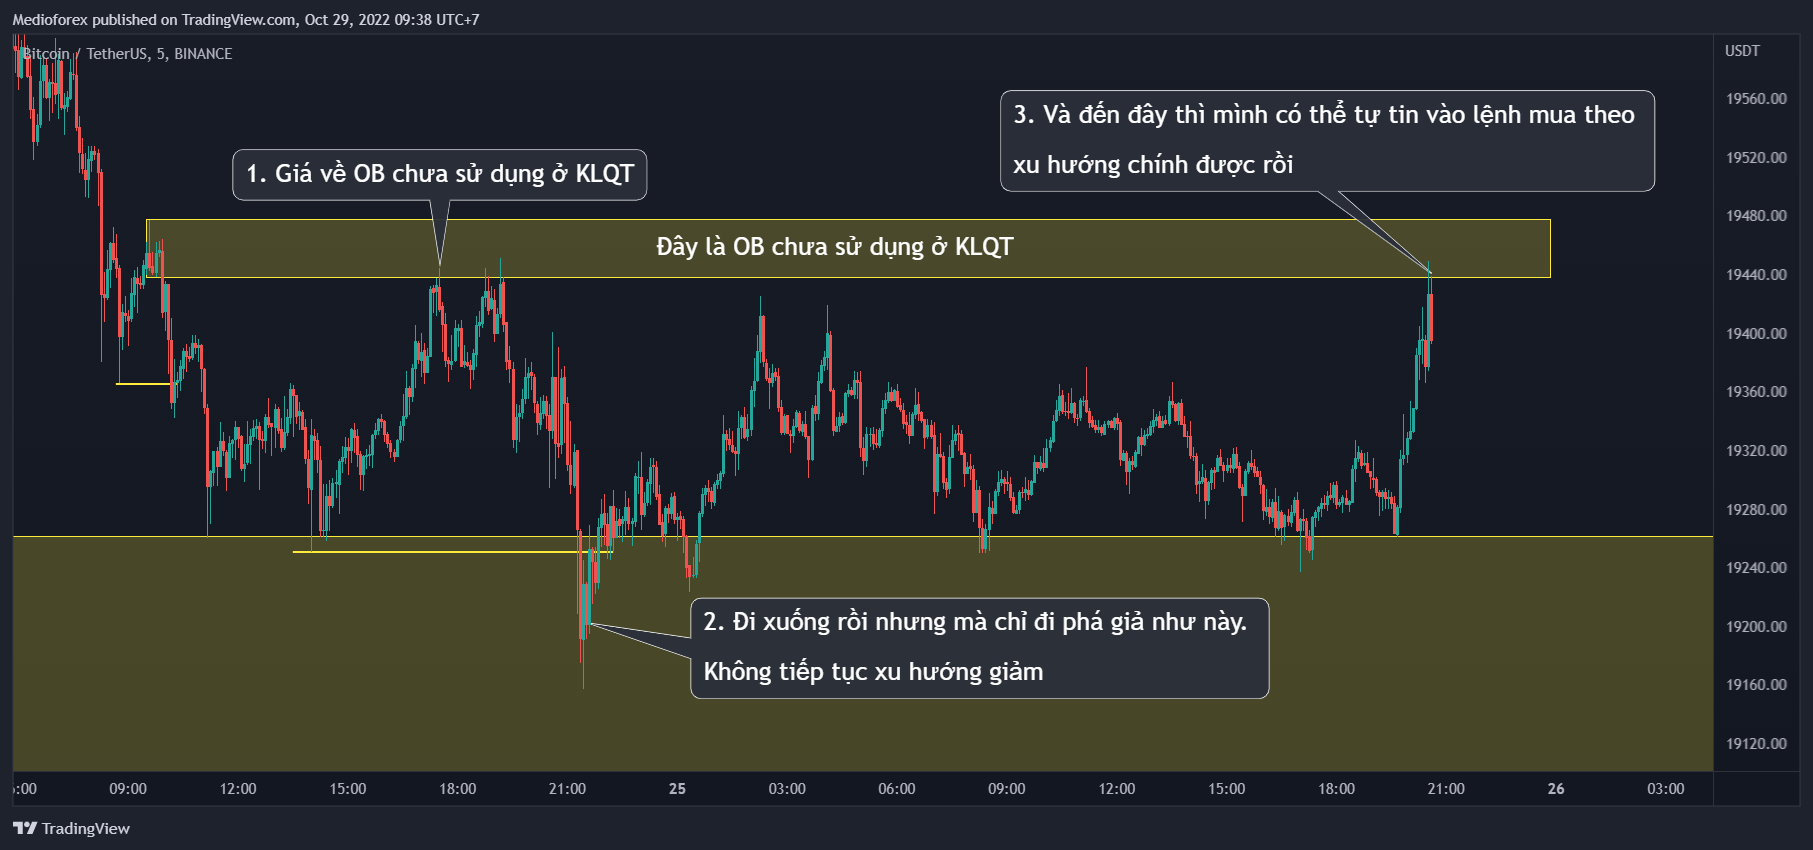 Medioforex published on TradingView.com, Oct 29, 2022 09:38 UTC+7
Bitcoin / TetherUS, 5, BINANCE
USDT
19560.00
3. Và đến đây thì mình có thể tự tin vào lệnh mua theo
xu hướng chính được rồi
19520.00
1. Giá về OB chưa sử dụng ở KLQT
19480.00
Đây là OB chưa sử dụng ở KLQT
19440.00
19400.00
19360.00
19320.00
19280.00
19240.00
2. Đi xuống rồi nhưng mà chỉ đi phá giả như này.
Không tiếp tục xu hướng giảm
19200.00
19160.00
19120.00
:00 09:00 12:00 15:00 18:00 21:00 25 03:00 06:00 09:00 12:00 15:00 18:00 21:00 26 03:00
TradingView